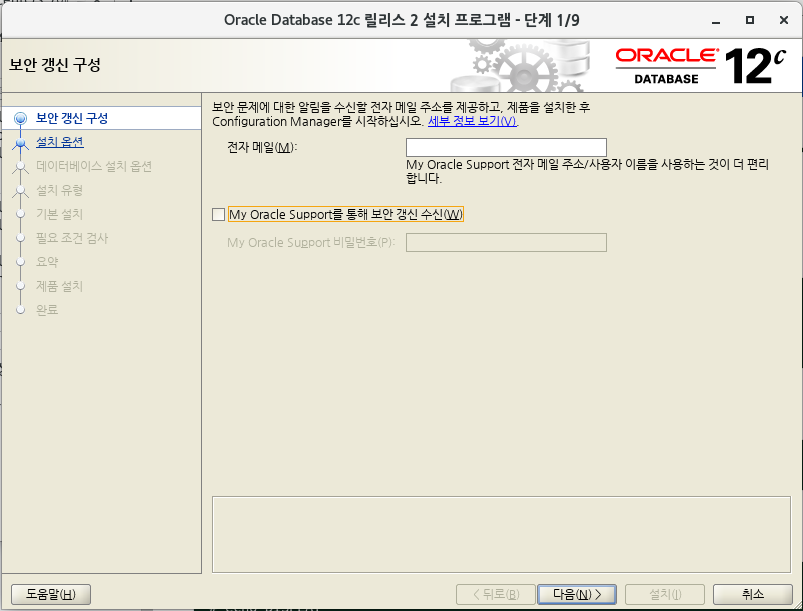 Oracle Database 12c 릴리스 2 설치 프로그램 - 단계 1/9
보안 갱신 구성
ORACLE
DATABASE
12c
보안 갱신 구성
설치 옵션
데이터베이스 설치 옵션
설치 유형
기본 설치
필요 조건 검사
요약
제품 설치
완료
보안 문제에 대한 알림을 수신할 전자 메일 주소를 제공하고, 제품을 설치한 후
Configuration Manager를 시작하십시오. 세부 정보 보기(V).
전자 메일(M):
My Oracle Support 전자 메일 주소/사용자 이름을 사용하는 것이 더 편리
합니다.
My Oracle Support를 통해 보안 갱신 수신(W)
My Oracle Support 비밀번호(P):
도움말(H)
< 뒤로(B)
다음(N) >
설치(I)
취소